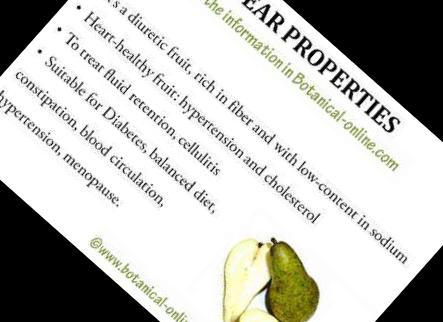 EAR PROPERTIES
the information in Botanical-online.com
's a diuretic fruit, rich in fiber and with low-content in sodium
• Heart-healthy fruit: hypertension and cholesterol
• To treat fluid retention, cellulitis
• Suitable for Diabetes, balanced diet,
constipation, blood circulation,
hypertension, menopause.
©www.botanical-onlin